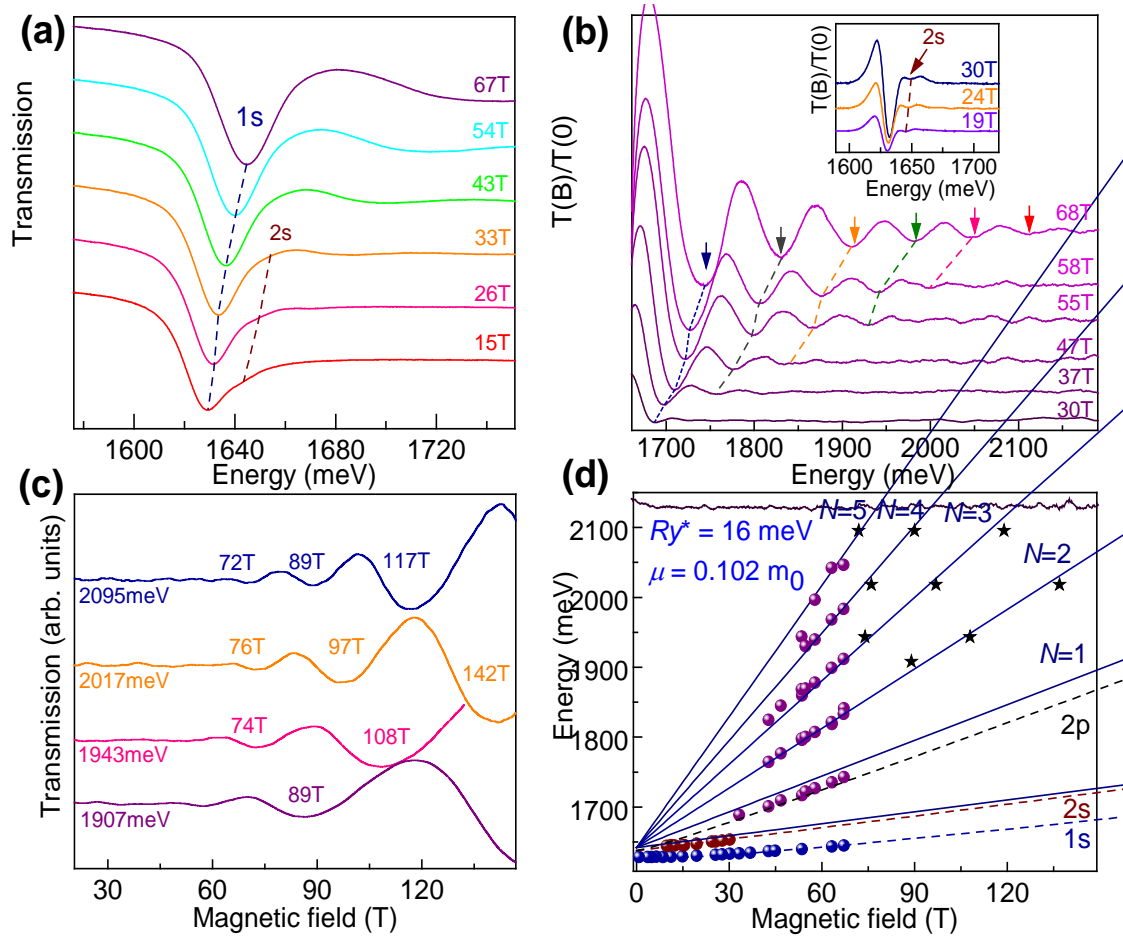 (a)
Transmission
67T
54T
43T
33T
26T
15T
1s
2s
1600
1640
1680
1720
Energy (meV)
(b)
T(B)/T(0)
68T
58T
55T
47T
37T
30T
1700
1800
1900
2000
2100
Energy (meV)
T(B)/T(0)
2s
30T
24T
19T
1600
1650
1700
Energy (meV)
(c)
Transmission (arb. units)
72T
89T
117T
2095meV
76T
97T
142T
2017meV
74T
108T
1943meV
89T
1907meV
30
60
90
120
Magnetic field (T)
(d)
Energy (meV)
2100
2000
1900
1800
1700
N=5
N=4
N=3
N=2
N=1
Ry* = 16 meV
μ = 0.102 m0
2p
2s
1s
0
30
60
90
120
Magnetic field (T)